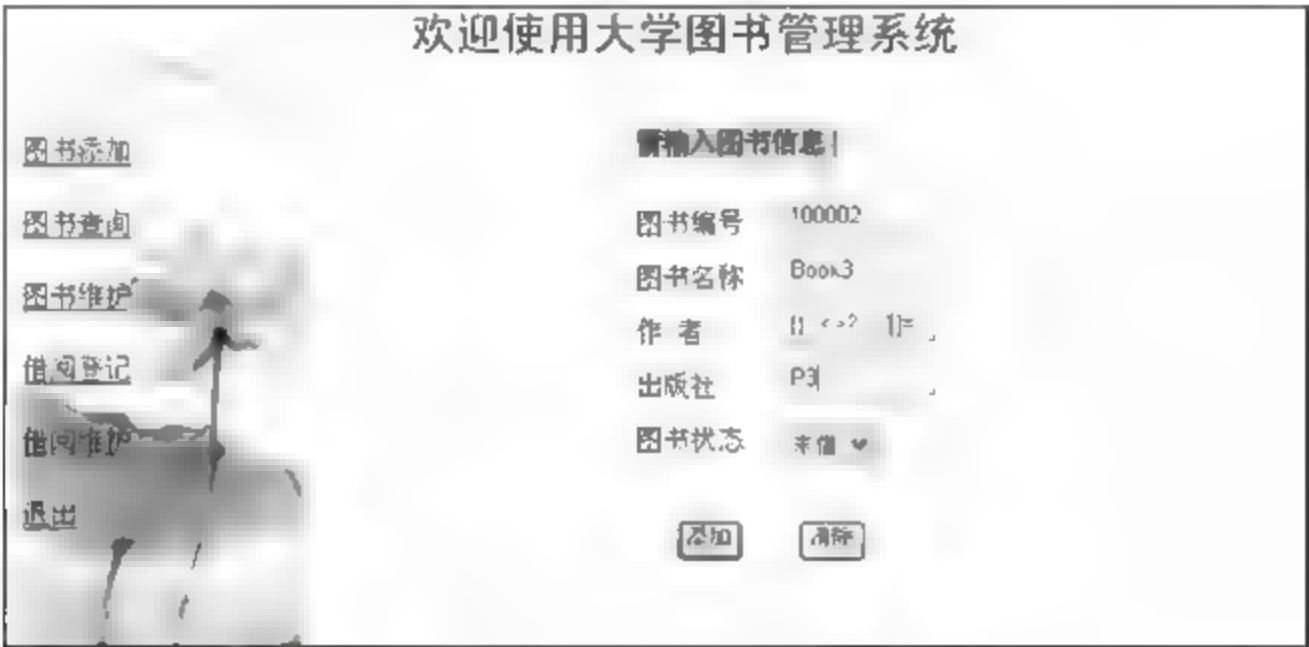 欢迎使用大学图书管理系统
图书添加
图书查询
图书维护
借阅登记
借阅维护
退出
请输入图书信息!
图书编号 100002
图书名称 Book3
作 者
出版社 P3
图书状态 未借
添加 清除